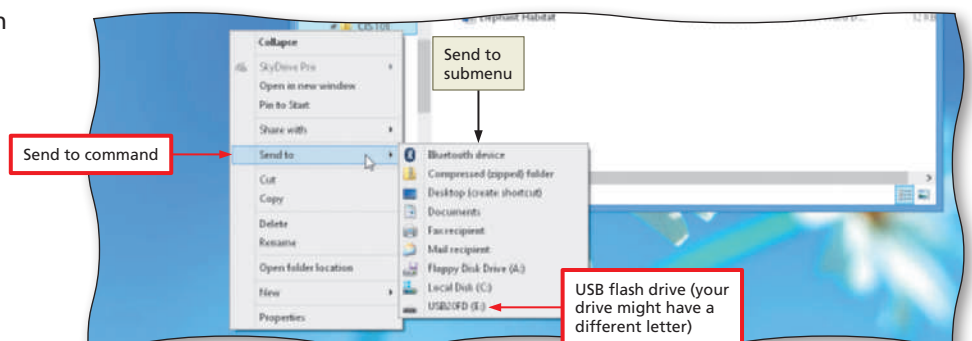 n
CIS 101
Elephant Habitat
12 KB
Collapse
SkyDrive Pro
Open in new window
Pin to Start
Share with
Send to
Cut
Copy
Delete
Rename
Open folder location
New
Properties
Send to
submenu
Send to command
Bluetooth device
Compressed (zipped) folder
Desktop (create shortcut)
Documents
Fax recipient
Mail recipient
Floppy Disk Drive (A:)
Local Disk (C:)
USB20FD (E:)
USB flash drive (your
drive might have a
different letter)